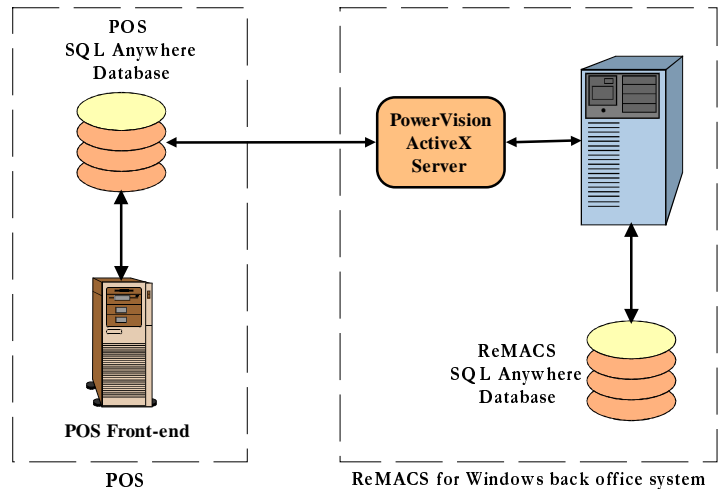 POS
SQL Anywhere
Database
PowerVision
ActiveX
Server
ReMACS
SQL Anywhere
Database
POS Front-end
POS
ReMACS for Windows back office system